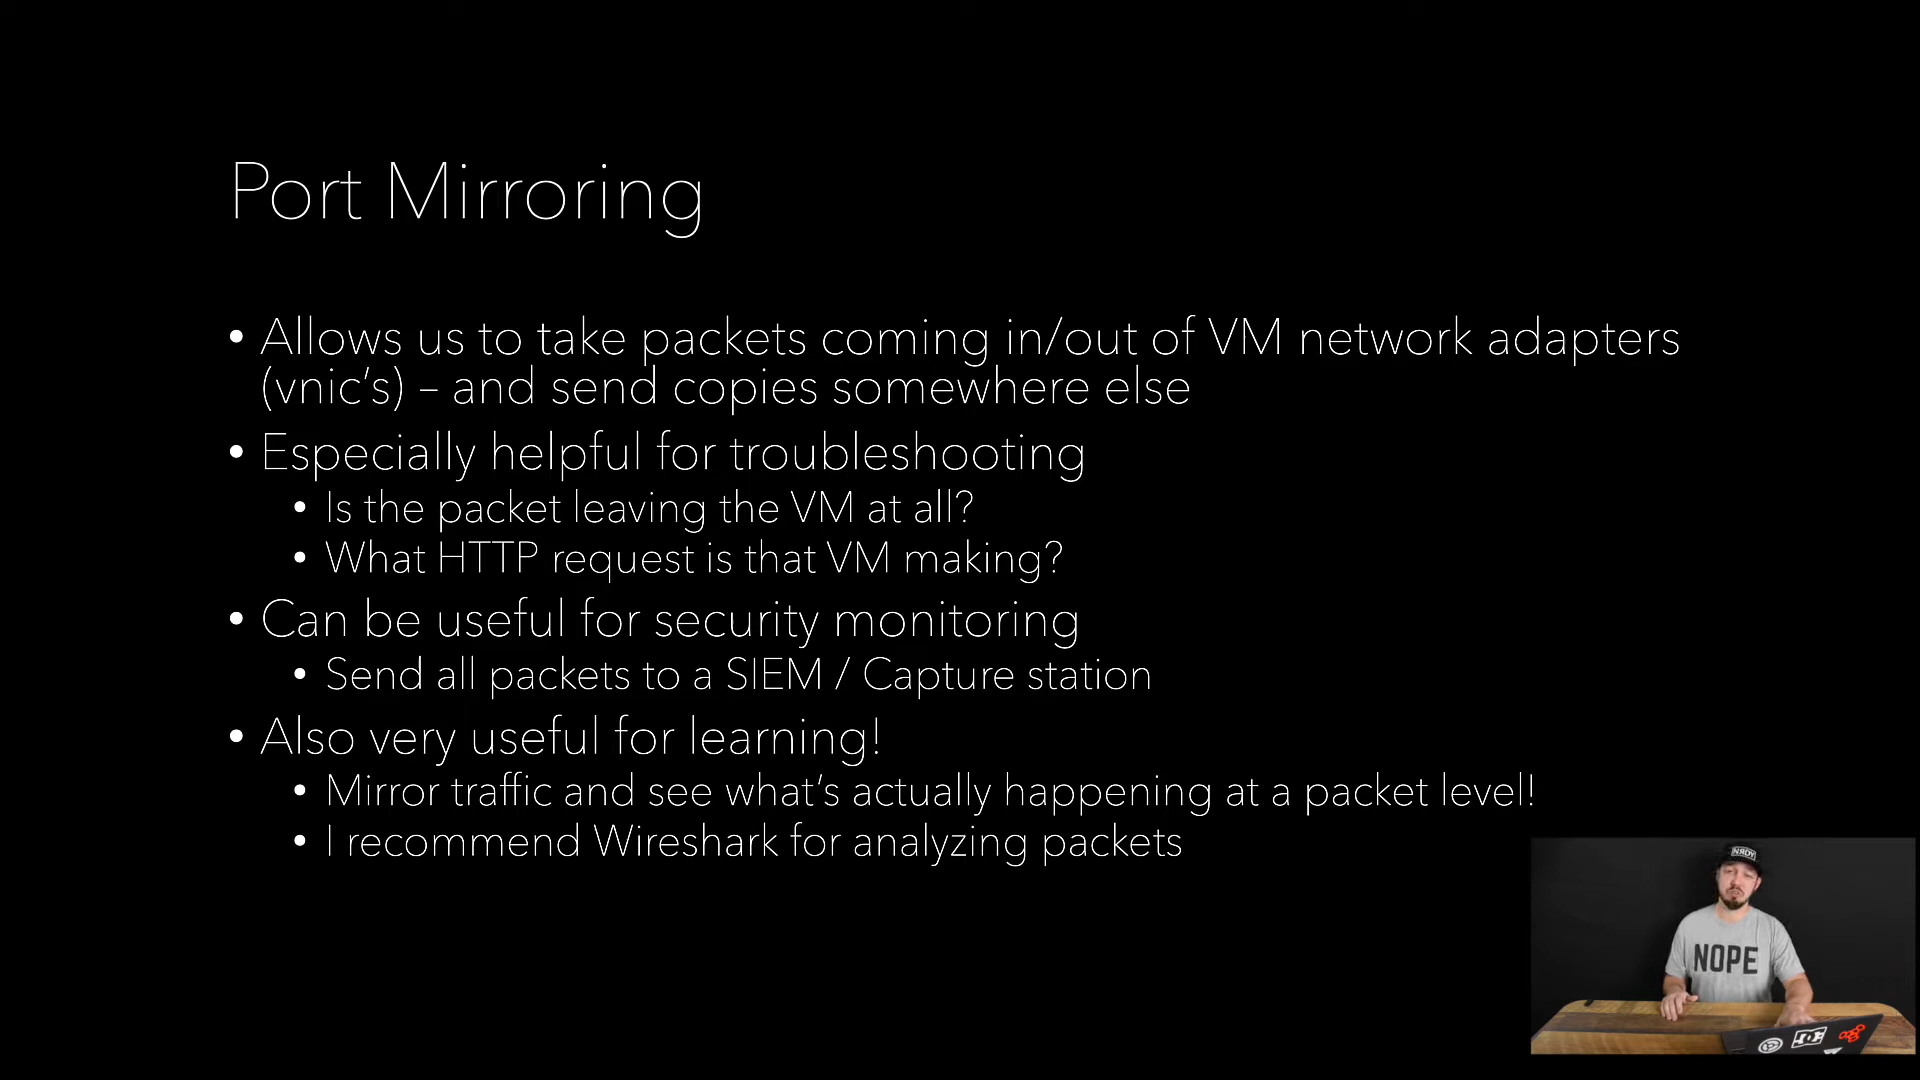 Port Mirroring
• Allows us to take packets coming in/out of VM network adapters
(vnic's) – and send copies somewhere else
• Especially helpful for troubleshooting
• Is the packet leaving the VM at all?
• What HTTP request is that VM making?
• Can be useful for security monitoring
• Send all packets to a SIEM / Capture station
• Also very useful for learning!
• Mirror traffic and see what's actually happening at a packet level!
• I recommend Wireshark for analyzing packets
NOPE